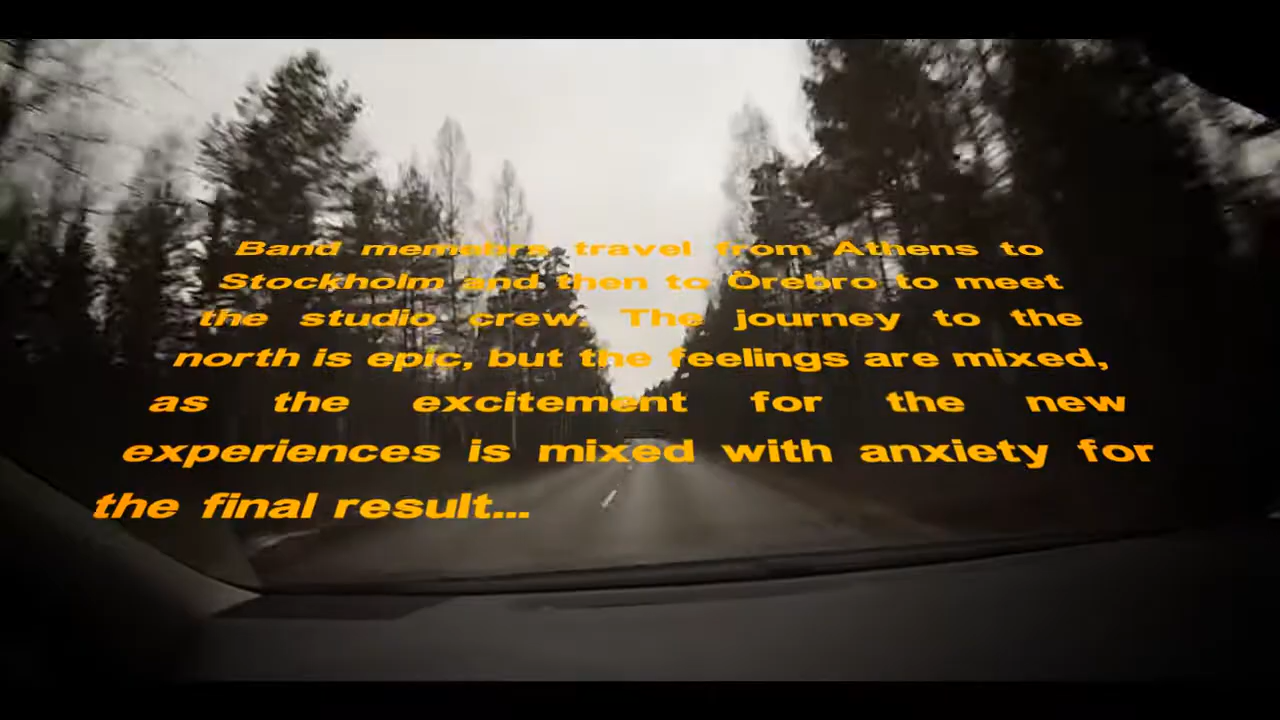 Band memebrs travel from Athens to
Stockholm and then to Örebro to meet
the studio crew. The journey to the
north is epic, but the feelings are mixed,
as the excitement for the new
experiences is mixed with anxiety for
the final result...